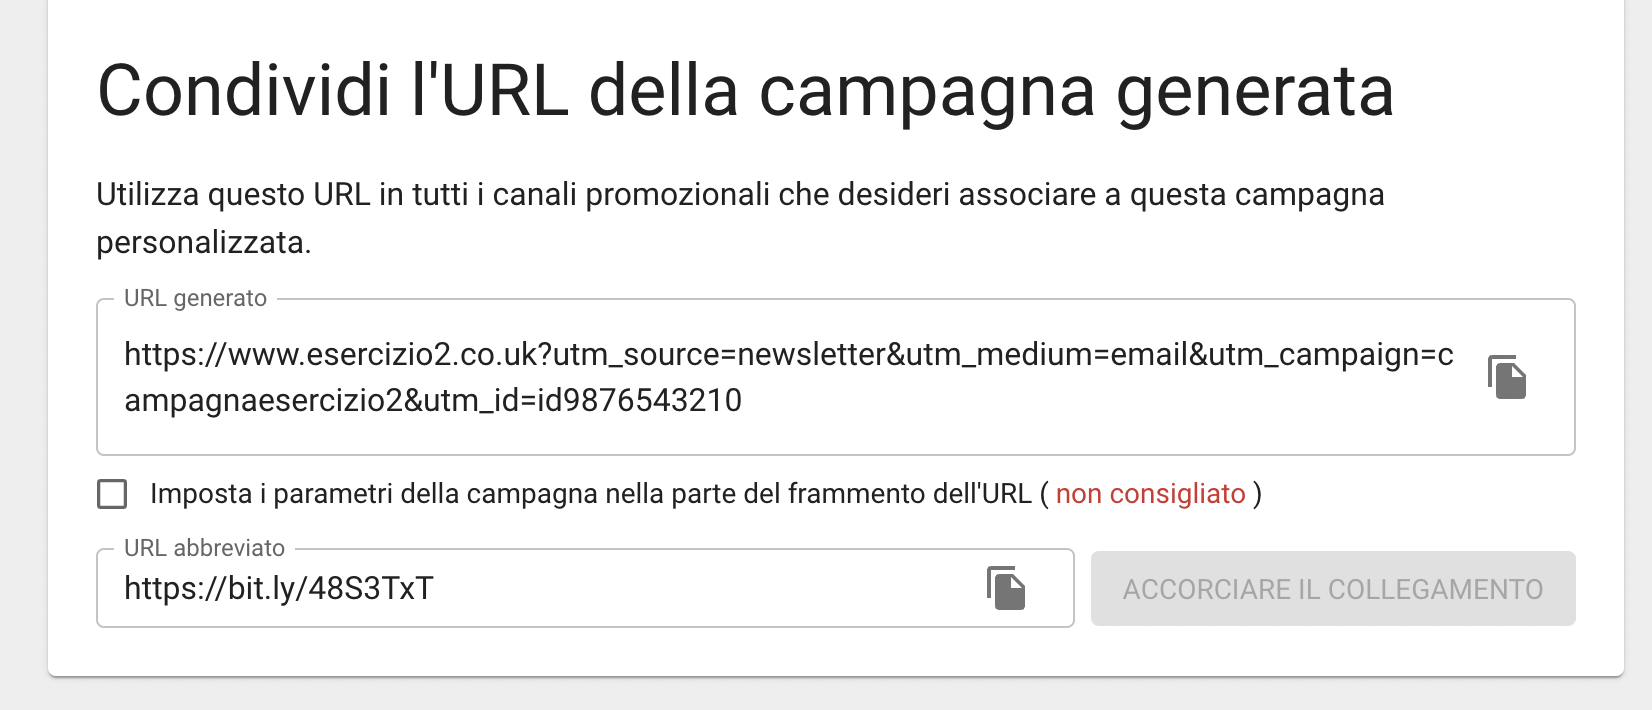 Condividi l'URL della campagna generata
Utilizza questo URL in tutti i canali promozionali che desideri associare a questa campagna
personalizzata.
URL generato
https://www.esercizio2.co.uk?utm_source=newsletter&utm_medium=email&utm_campaign=c
ampagnaesercizio2&utm_id=id9876543210
Imposta i parametri della campagna nella parte del frammento dell'URL ( non consigliato )
URL abbreviato
https://bit.ly/48S3TxT
ACCORCIARE IL COLLEGAMENTO